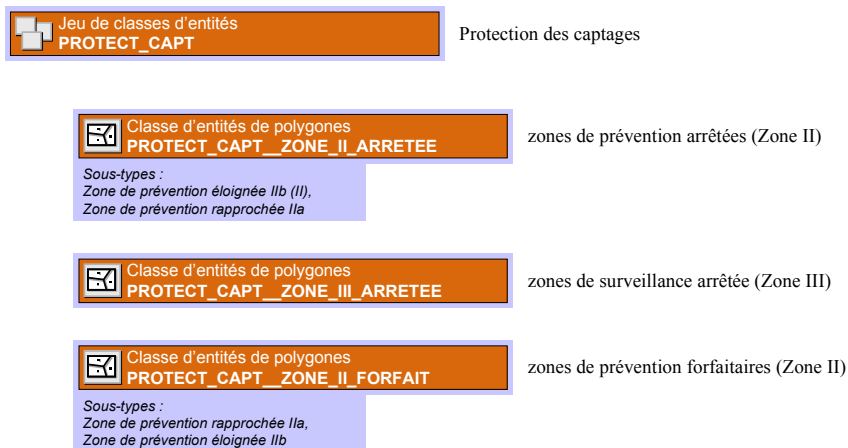 Jeu de classes d'entités
PROTECT_CAPT
Protection des captages
Classe d'entités de polygones
PROTECT_CAPT__ZONE_II_ARRETEE
zones de prévention arrêtées (Zone II)
Sous-types :
Zone de prévention éloignée IIb (II),
Zone de prévention rapprochée IIa
Classe d'entités de polygones
PROTECT_CAPT__ZONE_III_ARRETEE
zones de surveillance arrêtée (Zone III)
Classe d'entités de polygones
PROTECT_CAPT__ZONE_II_FORFAIT
zones de prévention forfaitaires (Zone II)
Sous-types :
Zone de prévention rapprochée IIa,
Zone de prévention éloignée IIb